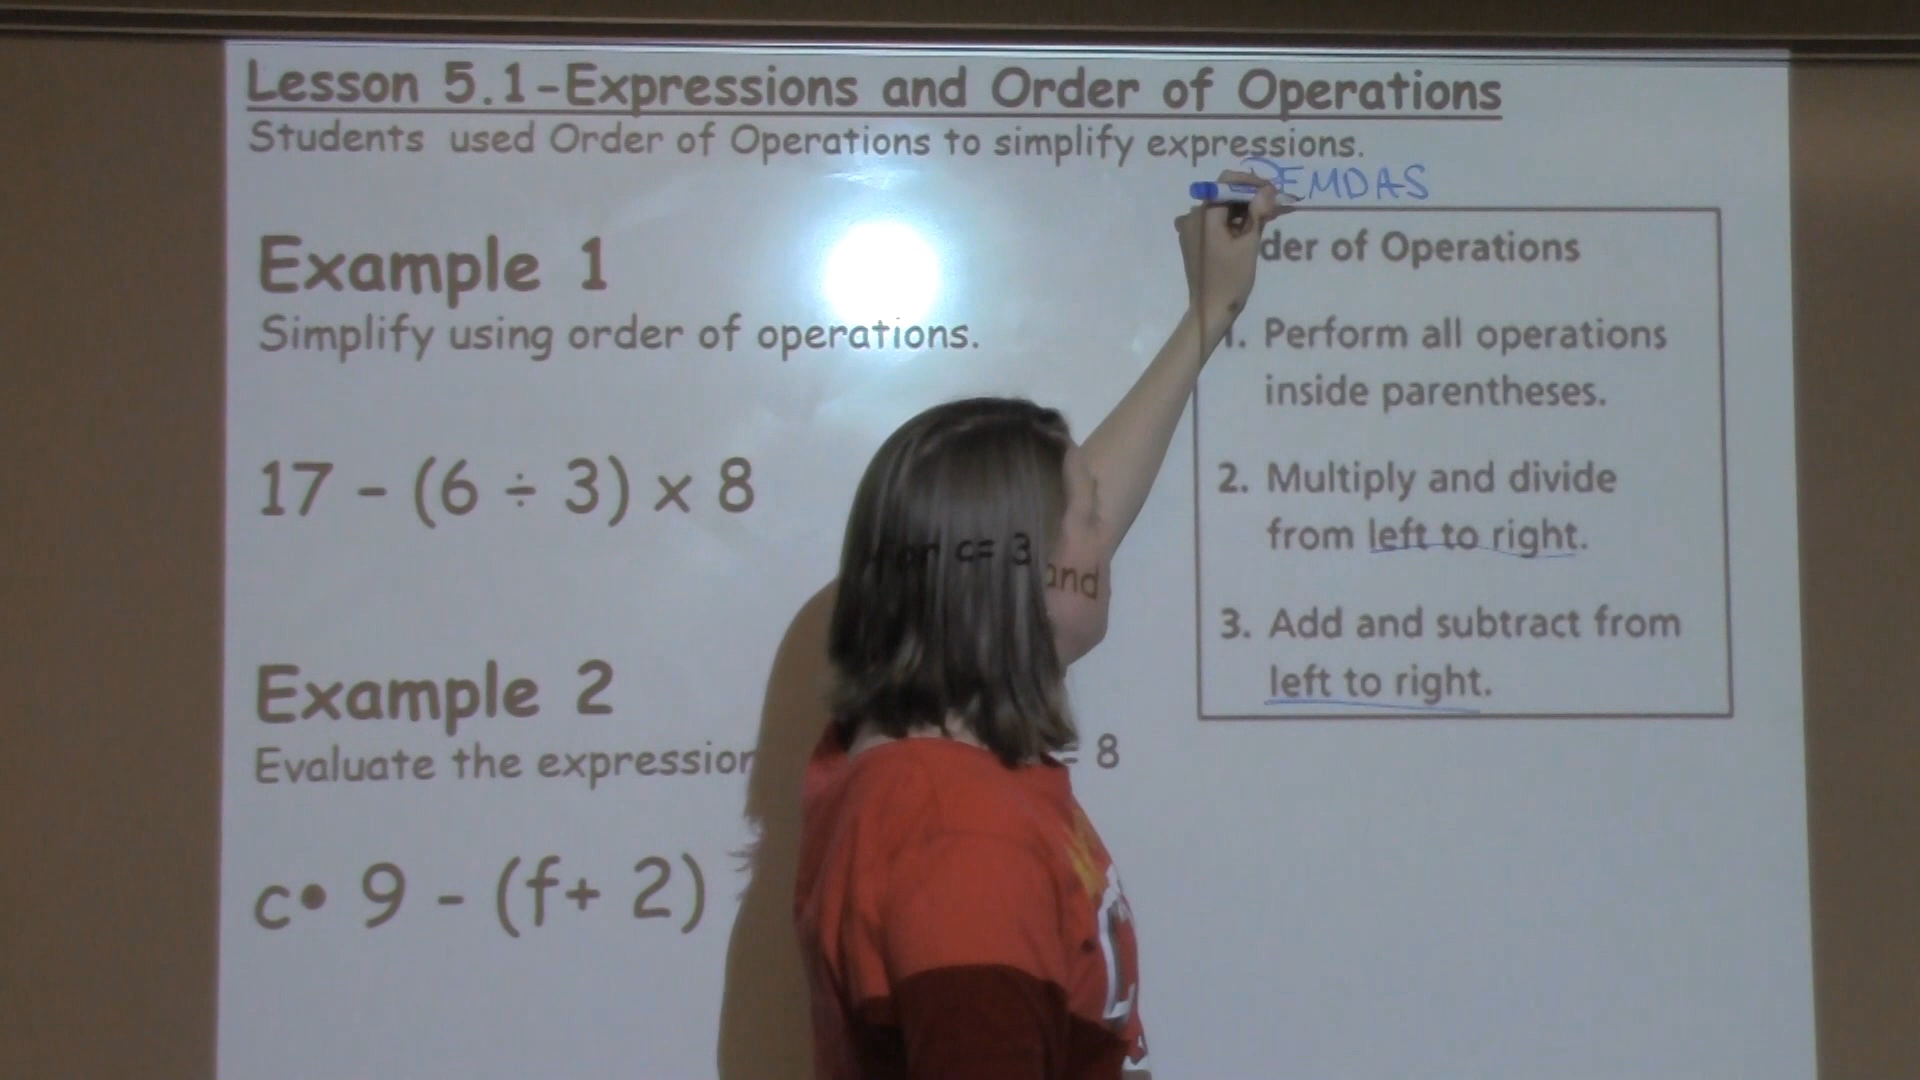 Lesson 5.1-Expressions and Order of Operations
Students used Order of Operations to simplify expressions.
PEMDAS
Example 1
Simplify using order of operations.
17 - (6 ÷ 3) x 8
der of Operations
1. Perform all operations
inside parentheses.
2. Multiply and divide
from left to right.
3. Add and subtract from
left to right.
Example 2
Evaluate the expression c= 3 and = 8
c• 9 - (f+ 2)